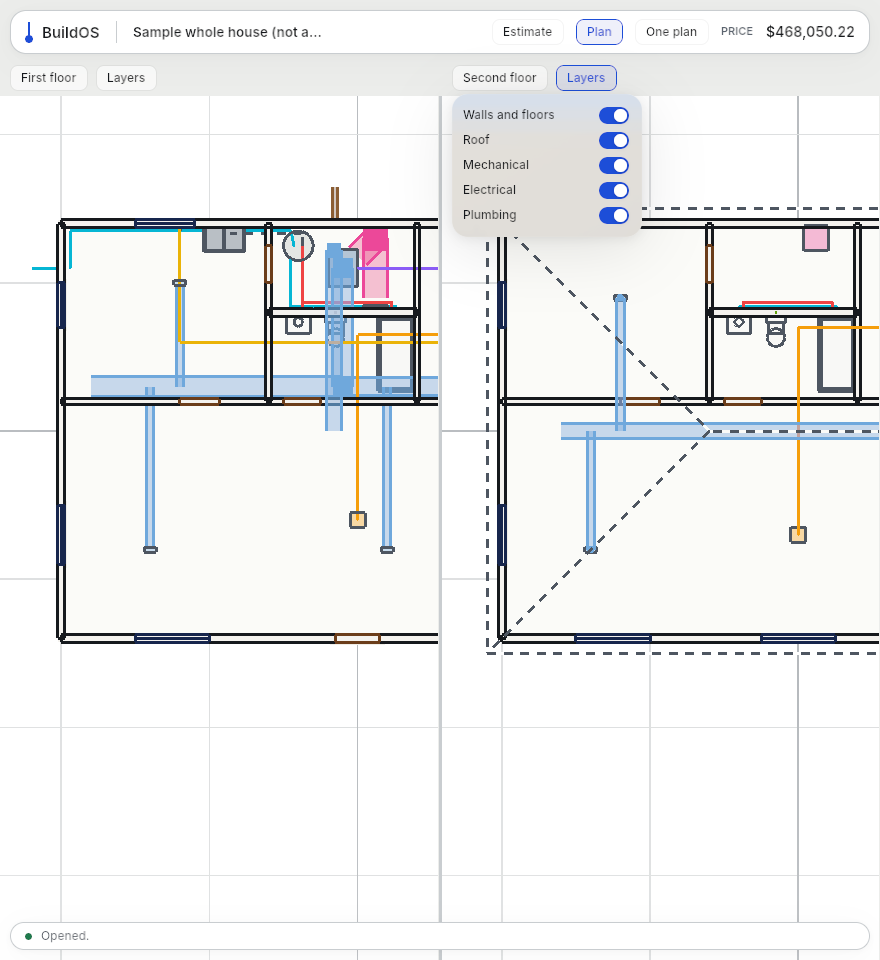 BuildOS
Sample whole house (not a...
Estimate
Plan
One plan
PRICE
$468,050.22
First floor
Layers
Second floor
Layers
Walls and floors
Roof
Mechanical
Electrical
Plumbing
Opened.